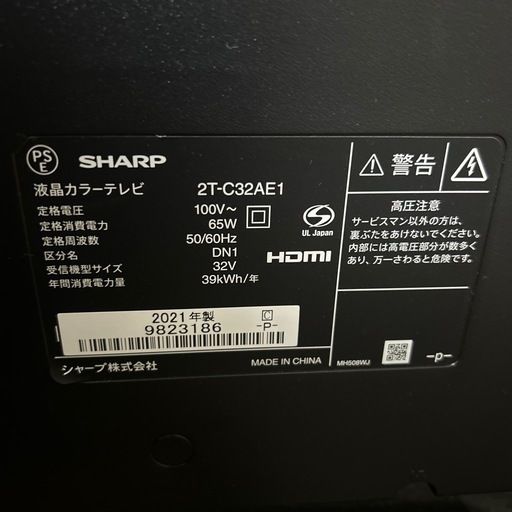 PS
E
SHARP
液晶カラーテレビ 2T-C32AE1
定格電圧 100V～
定格消費電力 65W
定格周波数 50/60Hz
区分名 DN1
受信機型サイズ 32V
年間消費電力量 39kWh/年
UL Japan
HDMI
2021年製 C
9823186 -P-
シャープ株式会社
MADE IN CHINA
警告
高圧注意
サービスマン以外の方は、
裏ぶたをあけないでください。
内部には高電圧部分が数多く
あり、万一さわると危険です。
MH508WJ
-p-